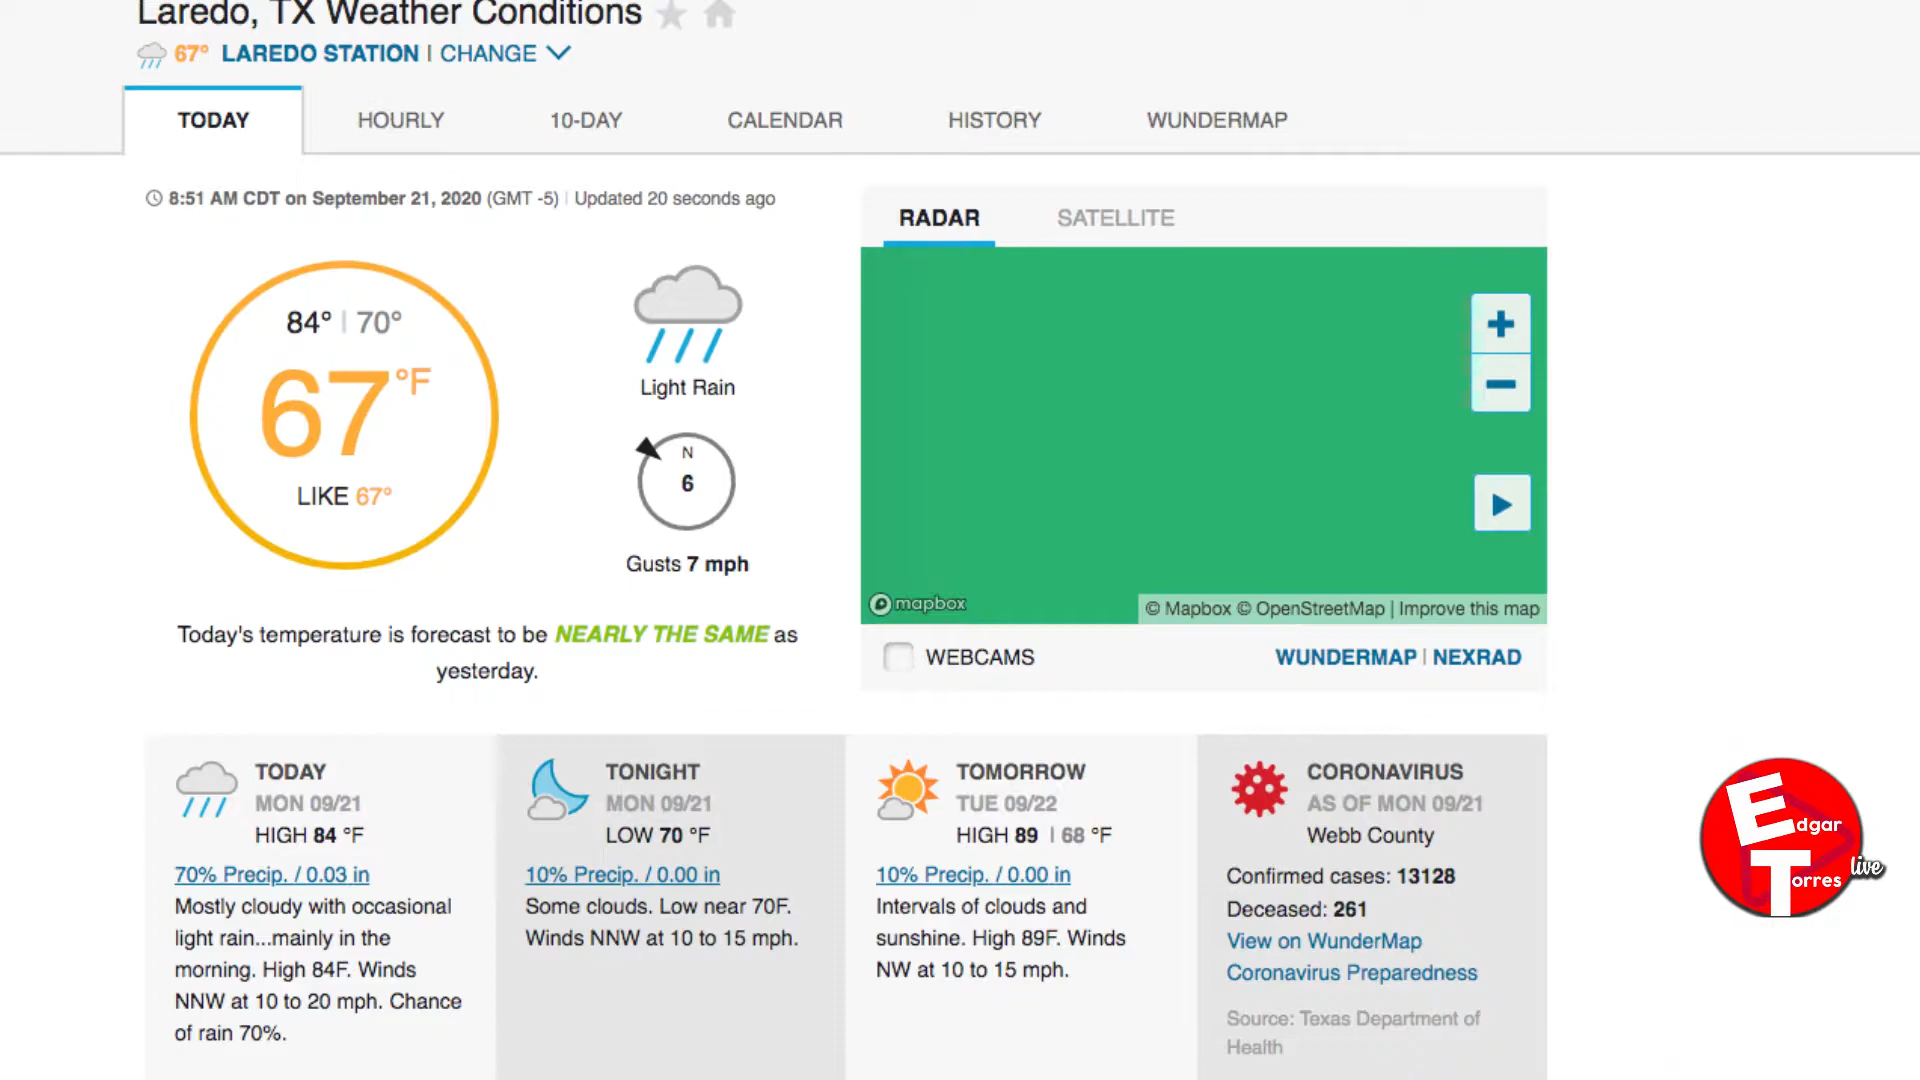 Laredo, TX Weather Conditions
67° LAREDO STATION | CHANGE
TODAY HOURLY 10-DAY CALENDAR HISTORY WUNDERMAP
8:51 AM CDT on September 21, 2020 (GMT -5) | Updated 20 seconds ago
84° | 70°
67 °F
LIKE 67°
Light Rain
N
6
Gusts 7 mph
Today's temperature is forecast to be NEARLY THE SAME as
yesterday.
RADAR SATELLITE
mapbox
© Mapbox © OpenStreetMap | Improve this map
WEBCAMS
WUNDERMAP | NEXRAD
TODAY
MON 09/21
HIGH 84 °F
70% Precip. / 0.03 in
Mostly cloudy with occasional
light rain...mainly in the
morning. High 84F. Winds
NNW at 10 to 20 mph. Chance
of rain 70%.
TONIGHT
MON 09/21
LOW 70 °F
10% Precip. / 0.00 in
Some clouds. Low near 70F.
Winds NNW at 10 to 15 mph.
TOMORROW
TUE 09/22
HIGH 89 | 68 °F
10% Precip. / 0.00 in
Intervals of clouds and
sunshine. High 89F. Winds
NW at 10 to 15 mph.
CORONAVIRUS
AS OF MON 09/21
Webb County
Confirmed cases: 13128
Deceased: 261
View on WunderMap
Coronavirus Preparedness
Source: Texas Department of
Health
Edgar
Torres live